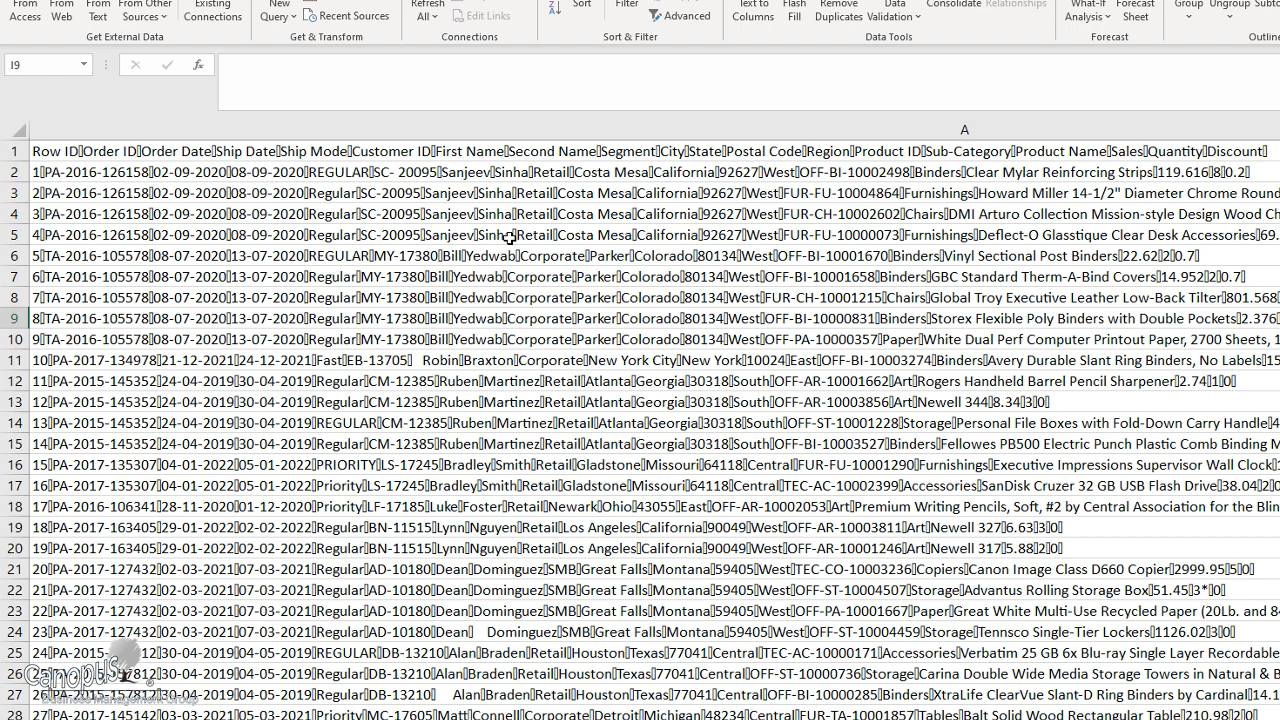 From Access
From Web
From Text
From Other Sources
Existing Connections
New Query
Recent Sources
Refresh All
Edit Links
Sort
Filter
Advanced
Text to Columns
Flash Fill
Remove Duplicates
Data Validation
Consolidate
Relationships
What-If Analysis
Forecast Sheet
Group
Ungroup
Get External Data
Get & Transform
Connections
Sort & Filter
Data Tools
Forecast
Outline
I9
fx
A
1 Row ID▯Order ID▯Order Date▯Ship Date▯Ship Mode▯Customer ID▯First Name▯Second Name▯Segment▯City▯State▯Postal Code▯Region▯Product ID▯Sub-Category▯Product Name▯Sales▯Quantity▯Discount▯
2 1▯PA-2016-126158▯02-09-2020▯08-09-2020▯REGULAR▯SC- 20095▯Sanjeev▯Sinha▯Retail▯Costa Mesa▯California▯92627▯West▯OFF-BI-10002498▯Binders▯Clear Mylar Reinforcing Strips▯119.616▯8▯0.2▯
3 2▯PA-2016-126158▯02-09-2020▯08-09-2020▯Regular▯SC-20095▯Sanjeev▯Sinha▯Retail▯Costa Mesa▯California▯92627▯West▯FUR-FU-10004864▯Furnishings▯Howard Miller 14-1/2" Diameter Chrome Round
4 3▯PA-2016-126158▯02-09-2020▯08-09-2020▯Regular▯SC-20095▯Sanjeev▯Sinha▯Retail▯Costa Mesa▯California▯92627▯West▯FUR-CH-10002602▯Chairs▯DMI Arturo Collection Mission-style Design Wood Ch
5 4▯PA-2016-126158▯02-09-2020▯08-09-2020▯Regular▯SC-20095▯Sanjeev▯Sinha▯Retail▯Costa Mesa▯California▯92627▯West▯FUR-FU-10000073▯Furnishings▯Deflect-O Glasstique Clear Desk Accessories▯69.
6 5▯TA-2016-105578▯08-07-2020▯13-07-2020▯REGULAR▯MY-17380▯Bill▯Yedwab▯Corporate▯Parker▯Colorado▯80134▯West▯OFF-BI-10001670▯Binders▯Vinyl Sectional Post Binders▯22.62▯2▯0.7▯
7 6▯TA-2016-105578▯08-07-2020▯13-07-2020▯Regular▯MY-17380▯Bill▯Yedwab▯Corporate▯Parker▯Colorado▯80134▯West▯OFF-BI-10001658▯Binders▯GBC Standard Therm-A-Bind Covers▯14.952▯2▯0.7▯
8 7▯TA-2016-105578▯08-07-2020▯13-07-2020▯Regular▯MY-17380▯Bill▯Yedwab▯Corporate▯Parker▯Colorado▯80134▯West▯FUR-CH-10001215▯Chairs▯Global Troy Executive Leather Low-Back Tilter▯801.568▯
9 8▯TA-2016-105578▯08-07-2020▯13-07-2020▯Regular▯MY-17380▯Bill▯Yedwab▯Corporate▯Parker▯Colorado▯80134▯West▯OFF-BI-10000831▯Binders▯Storex Flexible Poly Binders with Double Pockets▯2.376▯
10 9▯TA-2016-105578▯08-07-2020▯13-07-2020▯Regular▯MY-17380▯Bill▯Yedwab▯Corporate▯Parker▯Colorado▯80134▯West▯OFF-PA-10000357▯Paper▯White Dual Perf Computer Printout Paper, 2700 Sheets, 1
11 10▯PA-2017-134978▯21-12-2021▯24-12-2021▯Fast▯EB-13705▯ Robin▯Braxton▯Corporate▯New York City▯New York▯10024▯East▯OFF-BI-10003274▯Binders▯Avery Durable Slant Ring Binders, No Labels▯15
12 11▯PA-2015-145352▯24-04-2019▯30-04-2019▯Regular▯CM-12385▯Ruben▯Martinez▯Retail▯Atlanta▯Georgia▯30318▯South▯OFF-AR-10001662▯Art▯Rogers Handheld Barrel Pencil Sharpener▯2.74▯1▯0▯
13 12▯PA-2015-145352▯24-04-2019▯30-04-2019▯Regular▯CM-12385▯Ruben▯Martinez▯Retail▯Atlanta▯Georgia▯30318▯South▯OFF-AR-10003856▯Art▯Newell 344▯8.34▯3▯0▯
14 13▯PA-2015-145352▯24-04-2019▯30-04-2019▯REGULAR▯CM-12385▯Ruben▯Martinez▯Retail▯Atlanta▯Georgia▯30318▯South▯OFF-ST-10001228▯Storage▯Personal File Boxes with Fold-Down Carry Handle▯4
15 14▯PA-2015-145352▯24-04-2019▯30-04-2019▯Regular▯CM-12385▯Ruben▯Martinez▯Retail▯Atlanta▯Georgia▯30318▯South▯OFF-BI-10003527▯Binders▯Fellowes PB500 Electric Punch Plastic Comb Binding M
16 15▯PA-2017-135307▯04-01-2022▯05-01-2022▯PRIORITY▯LS-17245▯Bradley▯Smith▯Retail▯Gladstone▯Missouri▯64118▯Central▯FUR-FU-10001290▯Furnishings▯Executive Impressions Supervisor Wall Clock▯
17 16▯PA-2017-135307▯04-01-2022▯05-01-2022▯Priority▯LS-17245▯Bradley▯Smith▯Retail▯Gladstone▯Missouri▯64118▯Central▯TEC-AC-10002399▯Accessories▯SanDisk Cruzer 32 GB USB Flash Drive▯38.04▯2▯
18 17▯PA-2016-106341▯28-11-2020▯01-12-2020▯Priority▯LF-17185▯Luke▯Foster▯Retail▯Newark▯Ohio▯43055▯East▯OFF-AR-10002053▯Art▯Premium Writing Pencils, Soft, #2 by Central Association for the Blin
19 18▯PA-2017-163405▯29-01-2022▯02-02-2022▯Regular▯BN-11515▯Lynn▯Nguyen▯Retail▯Los Angeles▯California▯90049▯West▯OFF-AR-10003811▯Art▯Newell 327▯6.63▯3▯0▯
20 19▯PA-2017-163405▯29-01-2022▯02-02-2022▯Regular▯BN-11515▯Lynn▯Nguyen▯Retail▯Los Angeles▯California▯90049▯West▯OFF-AR-10001246▯Art▯Newell 317▯5.88▯2▯0▯
21 20▯PA-2017-127432▯02-03-2021▯07-03-2021▯Regular▯AD-10180▯Dean▯Dominguez▯SMB▯Great Falls▯Montana▯59405▯West▯TEC-CO-10003236▯Copiers▯Canon Image Class D660 Copier▯2999.95▯5▯0▯
22 21▯PA-2017-127432▯02-03-2021▯07-03-2021▯Regular▯AD-10180▯Dean▯Dominguez▯SMB▯Great Falls▯Montana▯59405▯West▯OFF-ST-10004507▯Storage▯Advantus Rolling Storage Box▯51.45▯3*▯0▯
23 22▯PA-2017-127432▯02-03-2021▯07-03-2021▯Regular▯AD-10180▯Dean▯Dominguez▯SMB▯Great Falls▯Montana▯59405▯West▯OFF-PA-10001667▯Paper▯Great White Multi-Use Recycled Paper (20Lb. and 84
24 23▯PA-2017-127432▯02-03-2021▯07-03-2021▯Regular▯AD-10180▯Dean▯ Dominguez▯SMB▯Great Falls▯Montana▯59405▯West▯OFF-ST-10004459▯Storage▯Tennsco Single-Tier Lockers▯1126.02▯3▯0▯
25 24▯PA-2015-157812▯30-04-2019▯04-05-2019▯REGULAR▯DB-13210▯Alan▯Braden▯Retail▯Houston▯Texas▯77041▯Central▯TEC-AC-10000171▯Accessories▯Verbatim 25 GB 6x Blu-ray Single Layer Recordable
26 25▯PA-2015-157812▯30-04-2019▯04-05-2019▯Regular▯DB-13210▯Alan▯Braden▯Retail▯Houston▯Texas▯77041▯Central▯OFF-ST-10000736▯Storage▯Carina Double Wide Media Storage Towers in Natural & B
27 26▯PA-2015-157812▯30-04-2019▯04-05-2019▯Regular▯DB-13210▯ Alan▯Braden▯Retail▯Houston▯Texas▯77041▯Central▯OFF-BI-10000285▯Binders▯XtraLife ClearVue Slant-D Ring Binders by Cardinal▯14.1
28 27▯PA-2017-145142▯03-03-2021▯05-03-2021▯Priority▯MC-17605▯Matt▯Connell▯Corporate▯Detroit▯Michigan▯48234▯Central▯FUR-TA-10001857▯Tables▯Balt Solid Wood Rectangular Table▯210.98▯2▯0▯
Canopus
Business Management Group